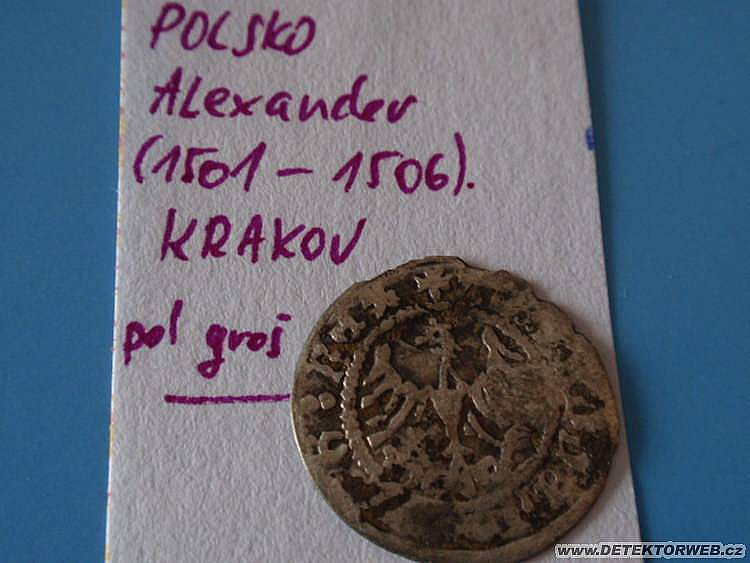 POLSKO
Alexander
(1501 – 1506).
KRAKOV
pol groš
www.DETEKTORWEB.cz